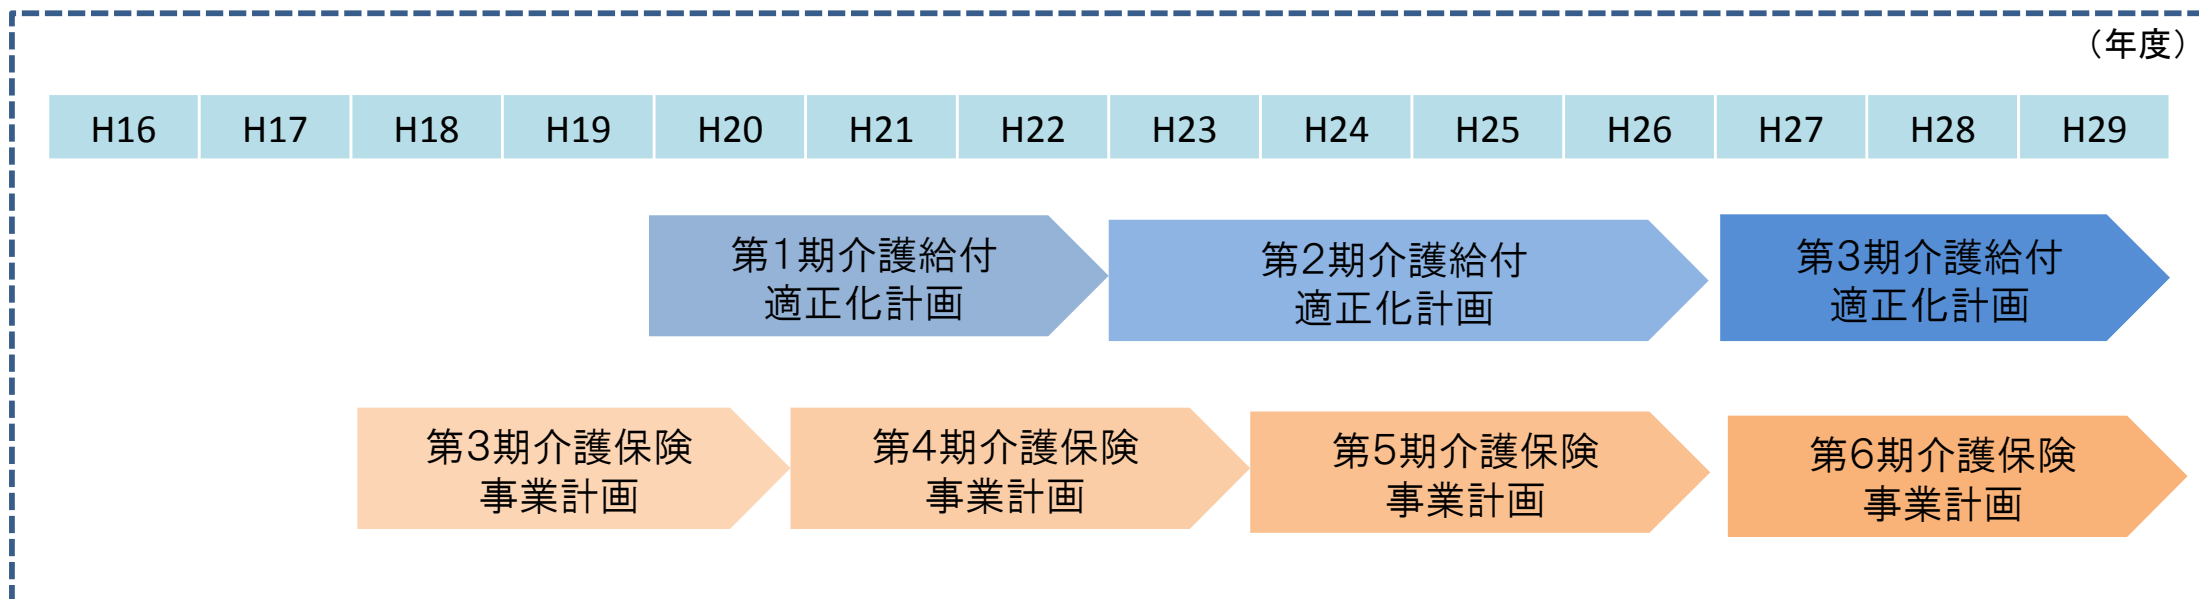 （年度）
H16 H17 H18 H19 H20 H21 H22 H23 H24 H25 H26 H27 H28 H29
第1期介護給付
適正化計画
第2期介護給付
適正化計画
第3期介護給付
適正化計画
第3期介護保険
事業計画
第4期介護保険
事業計画
第5期介護保険
事業計画
第6期介護保険
事業計画